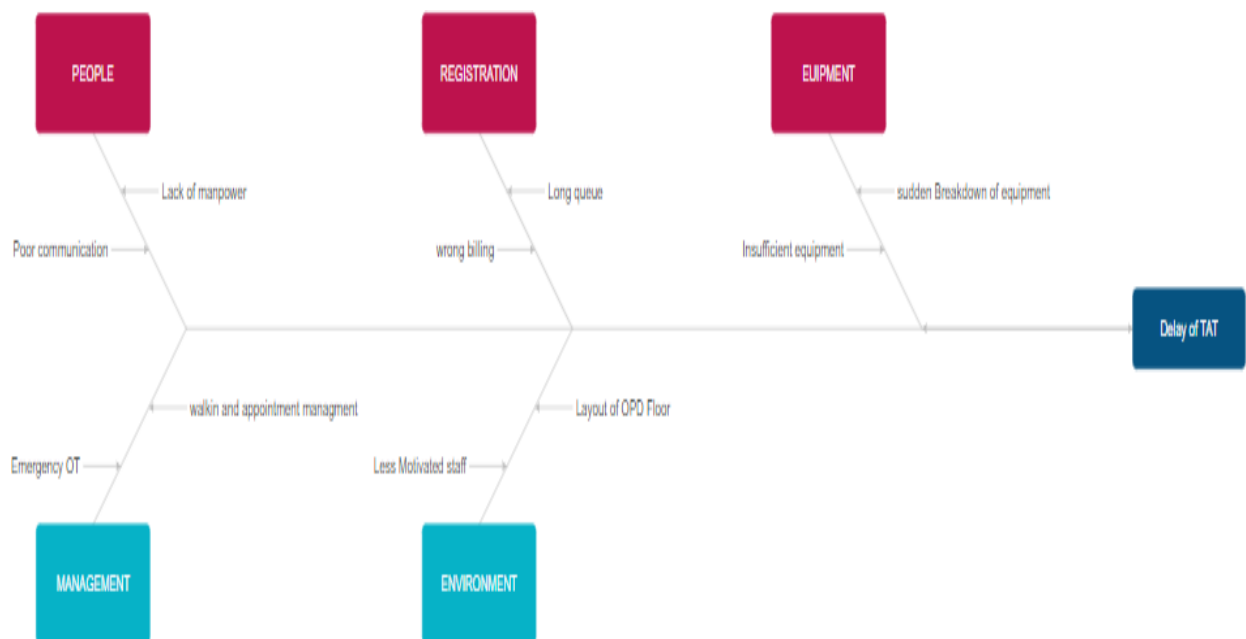 PEOPLE
REGISTRATION
EUIPMENT
Lack of manpower
Long queue
sudden Breakdown of equipment
Poor communication
wrong billing
Insufficient equipment
Delay of TAT
walkin and appointment managment
Layout of OPD Floor
Emergency OT
Less Motivated staff
MANAGEMENT
ENVIRONMENT